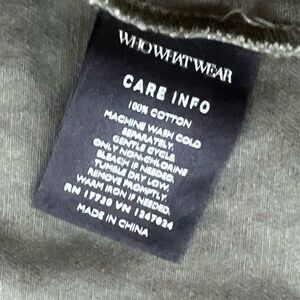 WHO WHAT WEAR
CARE INFO
100% COTTON
MACHINE WASH COLD
SEPARATELY.
GENTLE CYCLE.
ONLY NON-CHLORINE
BLEACH IF NEEDED.
TUMBLE DRY LOW.
REMOVE PROMPTLY.
WARM IRON IF NEEDED.
RN 17730 VN 1247024
MADE IN CHINA